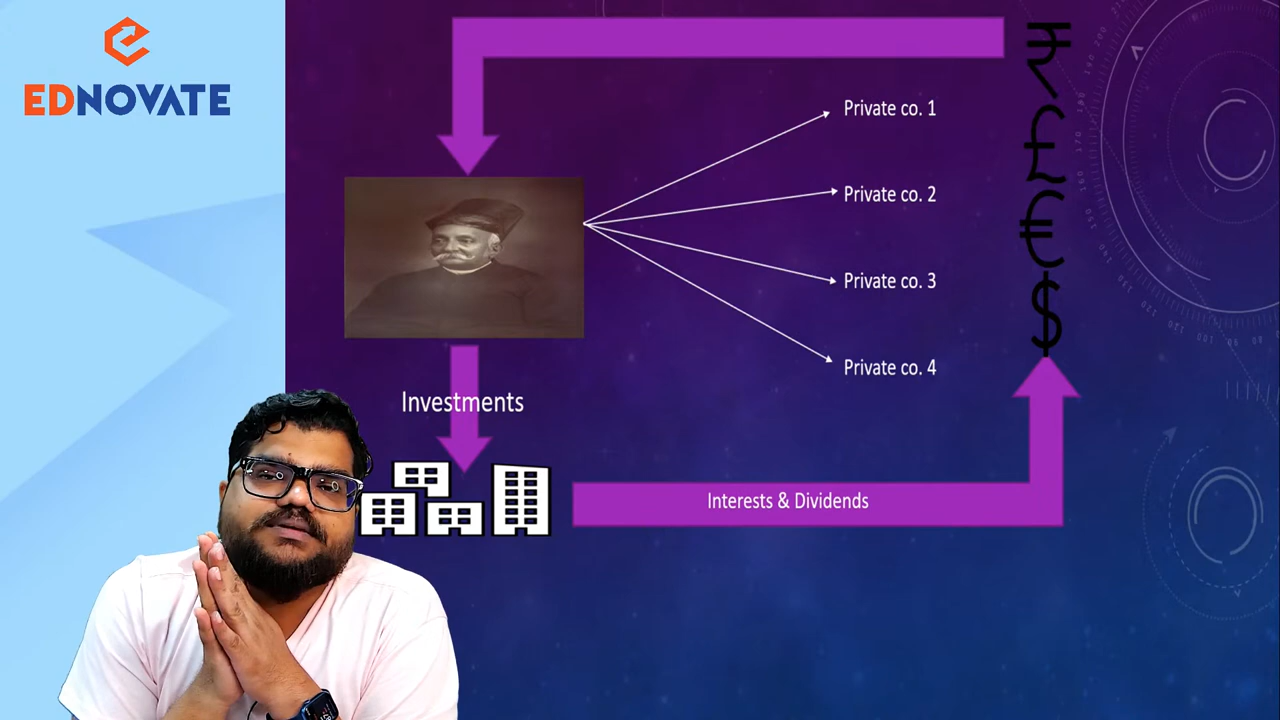 EDNOVATE
Private co. 1
Private co. 2
Private co. 3
Private co. 4
Investments
Interests & Dividends